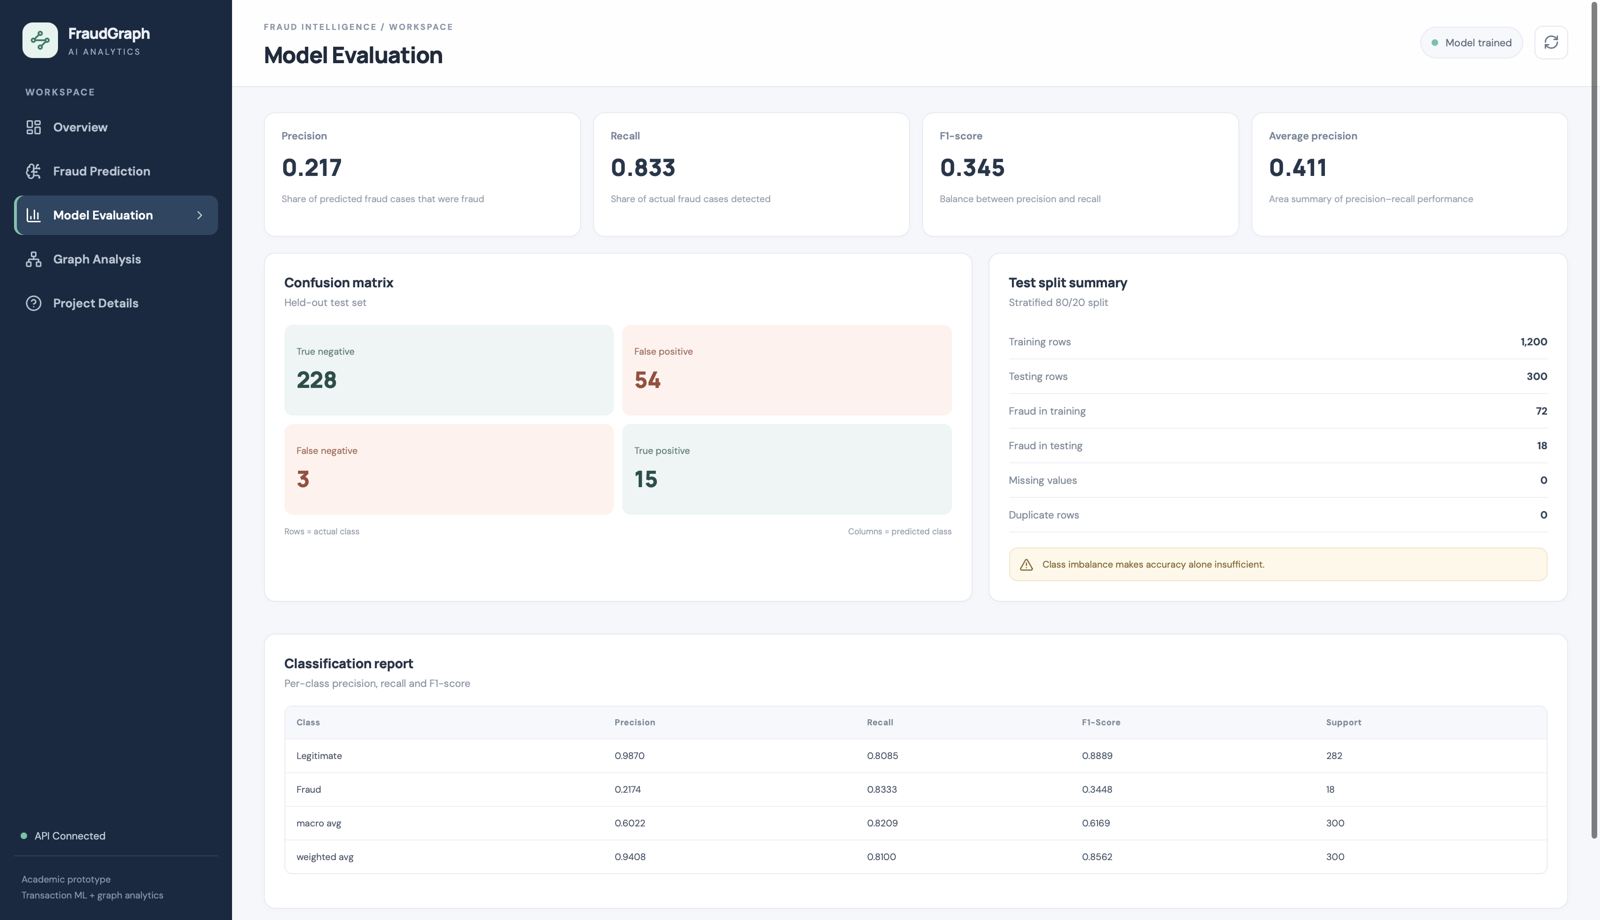 FraudGraph
AI ANALYTICS
WORKSPACE
Overview
Fraud Prediction
Model Evaluation
Graph Analysis
Project Details
API Connected
Academic prototype
Transaction ML + graph analytics
FRAUD INTELLIGENCE / WORKSPACE
Model Evaluation
Model trained
Precision
0.217
Share of predicted fraud cases that were fraud
Recall
0.833
Share of actual fraud cases detected
F1-score
0.345
Balance between precision and recall
Average precision
0.411
Area summary of precision–recall performance
Confusion matrix
Held-out test set
True negative
228
False positive
54
False negative
3
True positive
15
Rows = actual class
Columns = predicted class
Test split summary
Stratified 80/20 split
Training rows 1,200
Testing rows 300
Fraud in training 72
Fraud in testing 18
Missing values 0
Duplicate rows 0
Class imbalance makes accuracy alone insufficient.
Classification report
Per-class precision, recall and F1-score
Class Precision Recall F1-Score Support
Legitimate 0.9870 0.8085 0.8889 282
Fraud 0.2174 0.8333 0.3448 18
macro avg 0.6022 0.8209 0.6169 300
weighted avg 0.9408 0.8100 0.8562 300